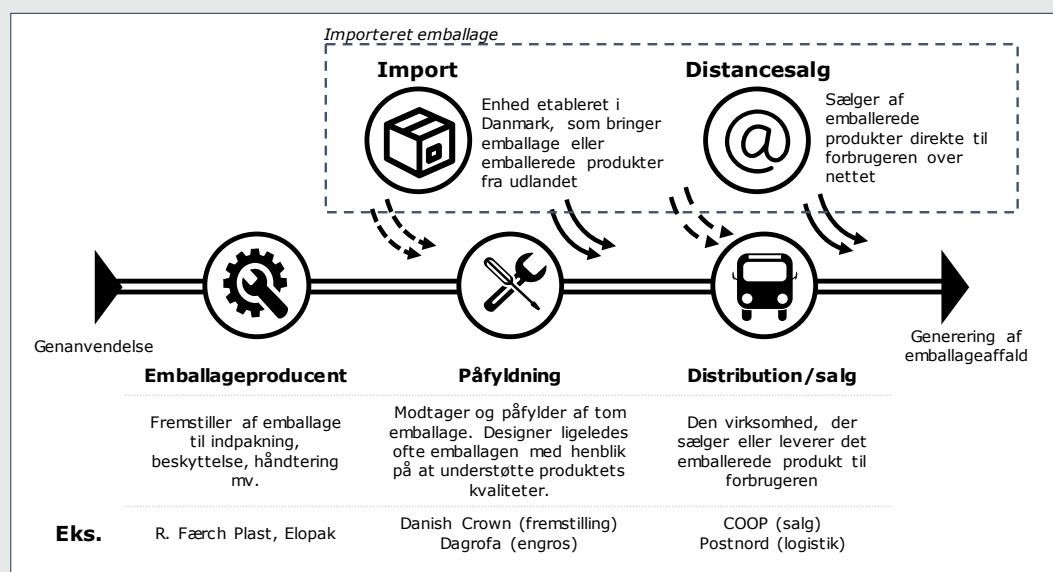 Importeret emballage
Import
Enhed etableret i
Danmark, som bringer
emballage eller
emballerede produkter
fra udlandet
Distancesalg
Sælger af
emballerede
produkter direkte til
forbrugeren over
nettet
@
Genanvendelse
Generering af
emballageaffald
Emballageproducent
Fremstiller af emballage
til indpakning,
beskyttelse, håndtering
mv.
Påfyldning
Modtager og påfylder af tom
emballage. Designer ligeledes
ofte emballagen med henblik
på at understøtte produktets
kvaliteter.
Distribution/salg
Den virksomhed, der
sælger eller leverer det
emballerede produkt til
forbrugeren
Eks.
R. Færch Plast, Elopak
Danish Crown (fremstilling)
Dagrofa (engros)
COOP (salg)
Postnord (logistik)